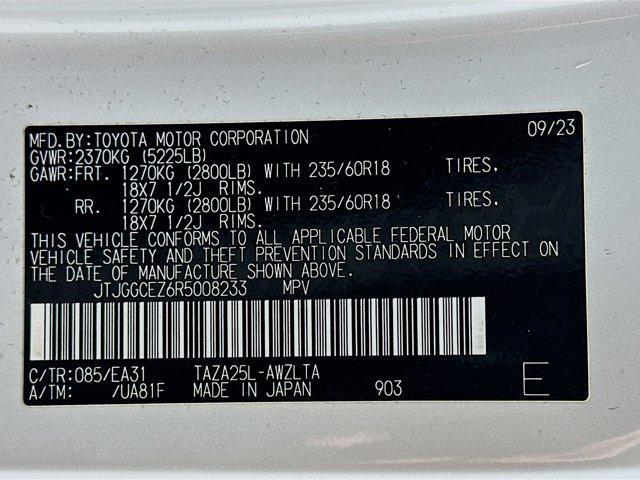 MFD.BY:TOYOTA MOTOR CORPORATION 09/23
GVWR:2370KG (5225LB)
GAWR:FRT. 1270KG (2800LB) WITH 235/60R18 TIRES.
18X7 1/2J RIMS.
RR. 1270KG (2800LB) WITH 235/60R18 TIRES.
18X7 1/2J RIMS.
THIS VEHICLE CONFORMS TO ALL APPLICABLE FEDERAL MOTOR
VEHICLE SAFETY AND THEFT PREVENTION STANDARDS IN EFFECT ON
THE DATE OF MANUFACTURE SHOWN ABOVE.
JTJGGCEZ6R5008233 MPV
C/TR:085/EA31 TAZA25L-AWZLTA
A/TM: /UA81F MADE IN JAPAN 903 E